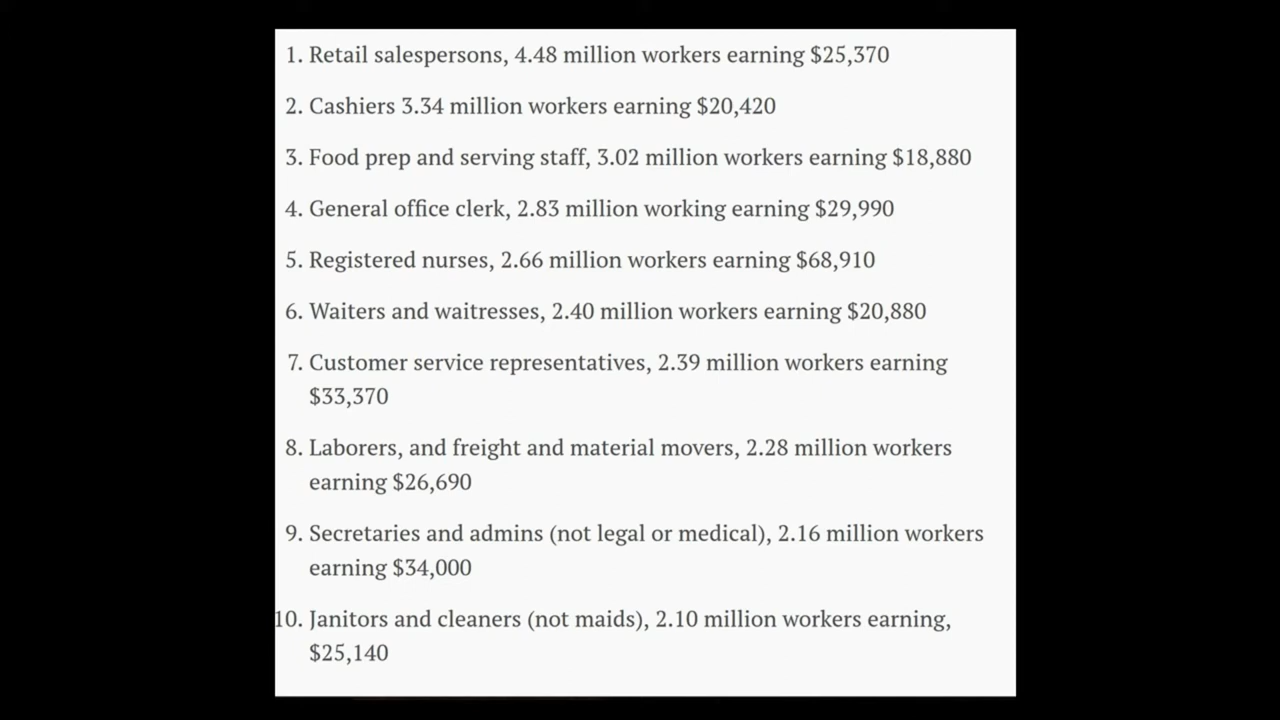 1. Retail salespersons, 4.48 million workers earning $25,370
2. Cashiers 3.34 million workers earning $20,420
3. Food prep and serving staff, 3.02 million workers earning $18,880
4. General office clerk, 2.83 million working earning $29,990
5. Registered nurses, 2.66 million workers earning $68,910
6. Waiters and waitresses, 2.40 million workers earning $20,880
7. Customer service representatives, 2.39 million workers earning
$33,370
8. Laborers, and freight and material movers, 2.28 million workers
earning $26,690
9. Secretaries and admins (not legal or medical), 2.16 million workers
earning $34,000
10. Janitors and cleaners (not maids), 2.10 million workers earning,
$25,140